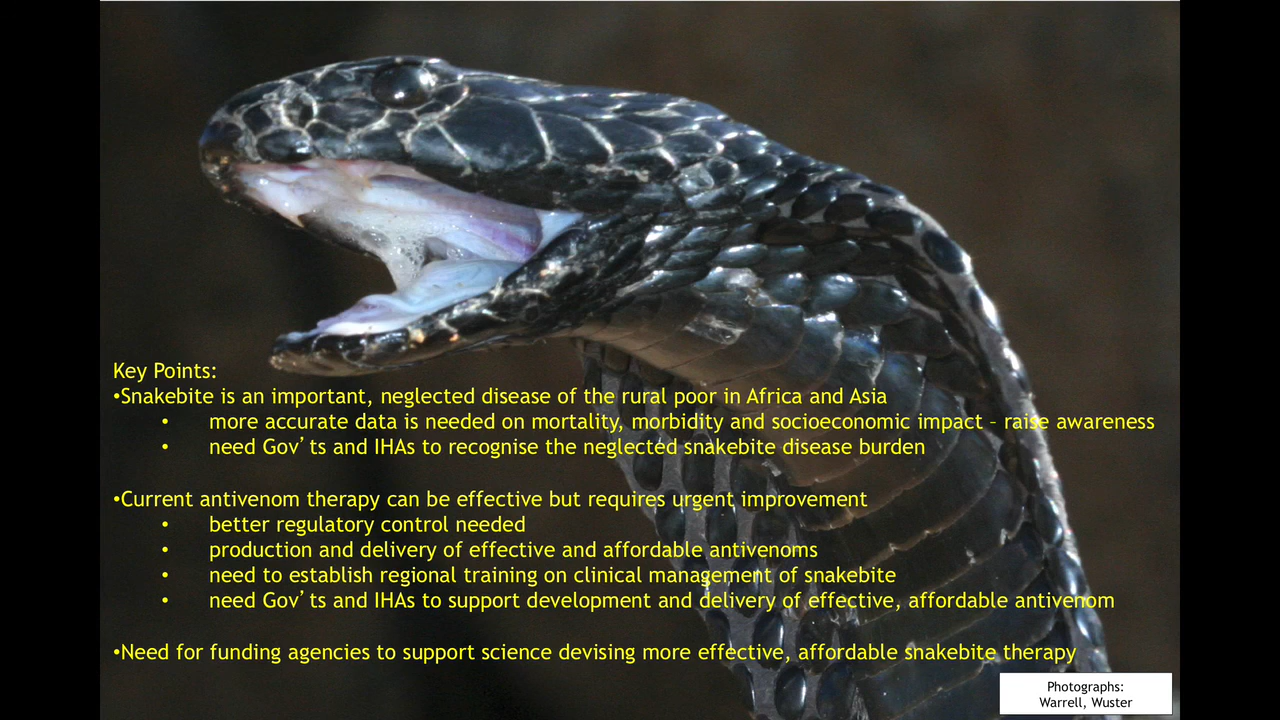 Key Points:
•Snakebite is an important, neglected disease of the rural poor in Africa and Asia
• more accurate data is needed on mortality, morbidity and socioeconomic impact – raise awareness
• need Gov’ts and IHAs to recognise the neglected snakebite disease burden
•Current antivenom therapy can be effective but requires urgent improvement
• better regulatory control needed
• production and delivery of effective and affordable antivenoms
• need to establish regional training on clinical management of snakebite
• need Gov’ts and IHAs to support development and delivery of effective, affordable antivenom
•Need for funding agencies to support science devising more effective, affordable snakebite therapy
Photographs:
Warrell, Wuster